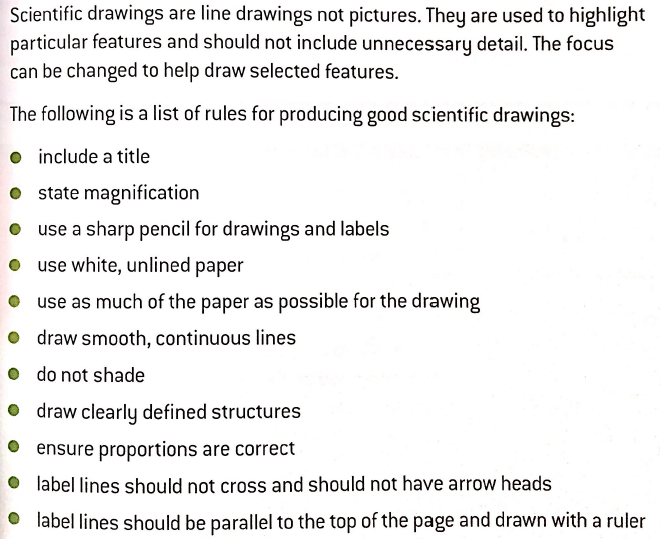 Scientific drawings are line drawings not pictures. They are used to highlight
particular features and should not include unnecessary detail. The focus
can be changed to help draw selected features.
The following is a list of rules for producing good scientific drawings:
● include a title
● state magnification
● use a sharp pencil for drawings and labels
● use white, unlined paper
● use as much of the paper as possible for the drawing
● draw smooth, continuous lines
● do not shade
● draw clearly defined structures
● ensure proportions are correct
● label lines should not cross and should not have arrow heads
● label lines should be parallel to the top of the page and drawn with a ruler